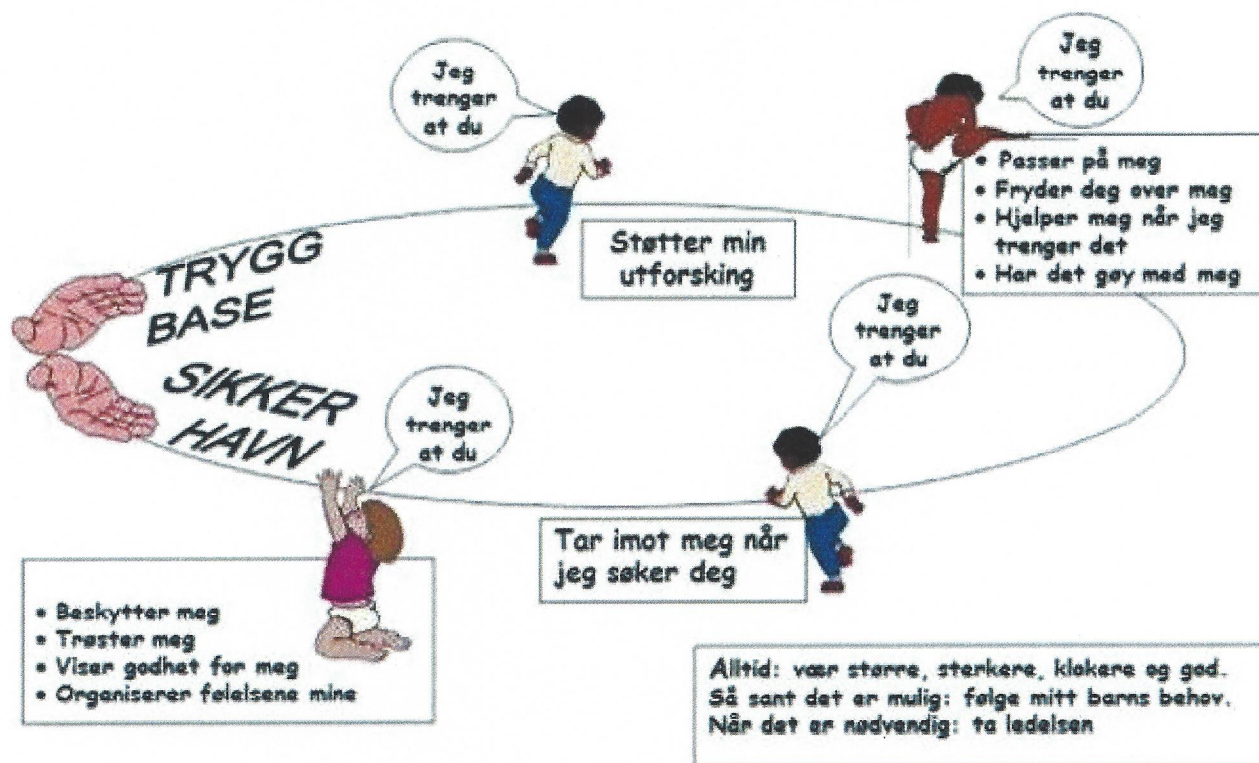 Jeg
trenger
at du
Jeg
trenger
at du
• Passer på meg
• Fryder deg over meg
• Hjelper meg når jeg
trenger det
• Har det gøy med meg
Støtter min
utforsking
TRYGG
BASE
Jeg
trenger
at du
SIKKER
HAVN
Jeg
trenger
at du
Tar imot meg når
jeg søker deg
• Beskytter meg
• Trøster meg
• Viser godhet for meg
• Organiserer følelsene mine
Alltid: vær større, sterkere, klokere og god.
Så sant det er mulig: følge mitt barns behov.
Når det er nødvendig: ta ledelsen